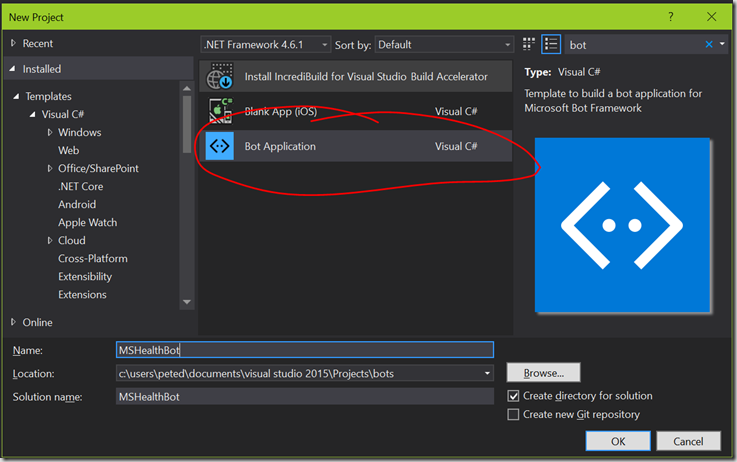 New Project
?
Recent
.NET Framework 4.6.1 Sort by: Default
bot
Installed
Templates
Visual C#
Windows
Web
Office/SharePoint
.NET Core
Android
Apple Watch
Cloud
Cross-Platform
Extensibility
Extensions
Online
Install IncrediBuild for Visual Studio Build Accelerator
Blank App (iOS) Visual C#
Bot Application Visual C#
Type: Visual C#
Template to build a bot application for
Microsoft Bot Framework
Name: MSHealthBot
Location: c:\users\peted\documents\visual studio 2015\Projects\bots
Browse...
Solution name: MSHealthBot
Create directory for solution
Create new Git repository
OK Cancel